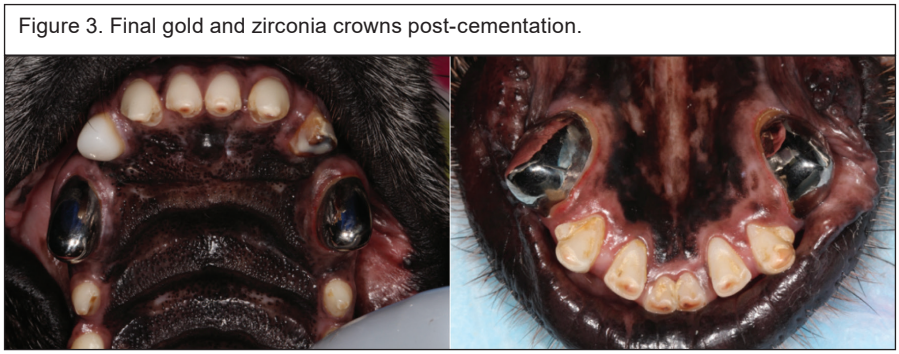 Figure 3. Final gold and zirconia crowns post-cementation.